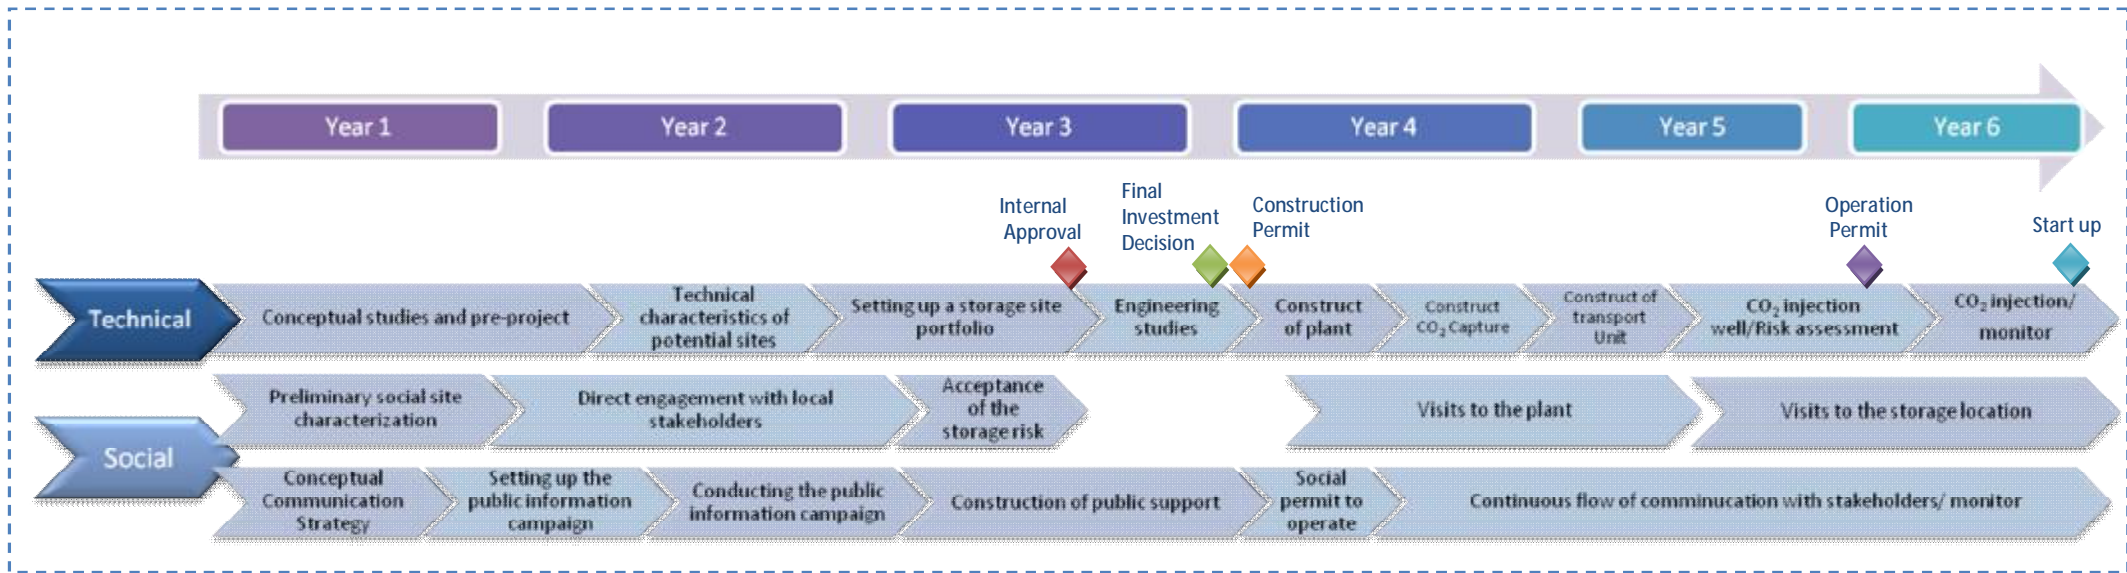 Year 1
Year 2
Year 3
Year 4
Year 5
Year 6
Internal
Approval
Final
Investment
Decision
Construction
Permit
Operation
Permit
Start up
Technical
Conceptual studies and pre-project
Technical
characteristics of
potential sites
Setting up a storage site
portfolio
Engineering
studies
Construct
of plant
Construct
CO₂ Capture
Construct of
transport
Unit
CO₂ injection
well/Risk assessment
CO₂ injection/
monitor
Social
Preliminary social site
characterization
Direct engagement with local
stakeholders
Acceptance
of the
storage risk
Visits to the plant
Visits to the storage location
Conceptual
Communication
Strategy
Setting up the
public information
campaign
Conducting the public
information campaign
Construction of public support
Social
permit to
operate
Continuous flow of comminucation with stakeholders/ monitor